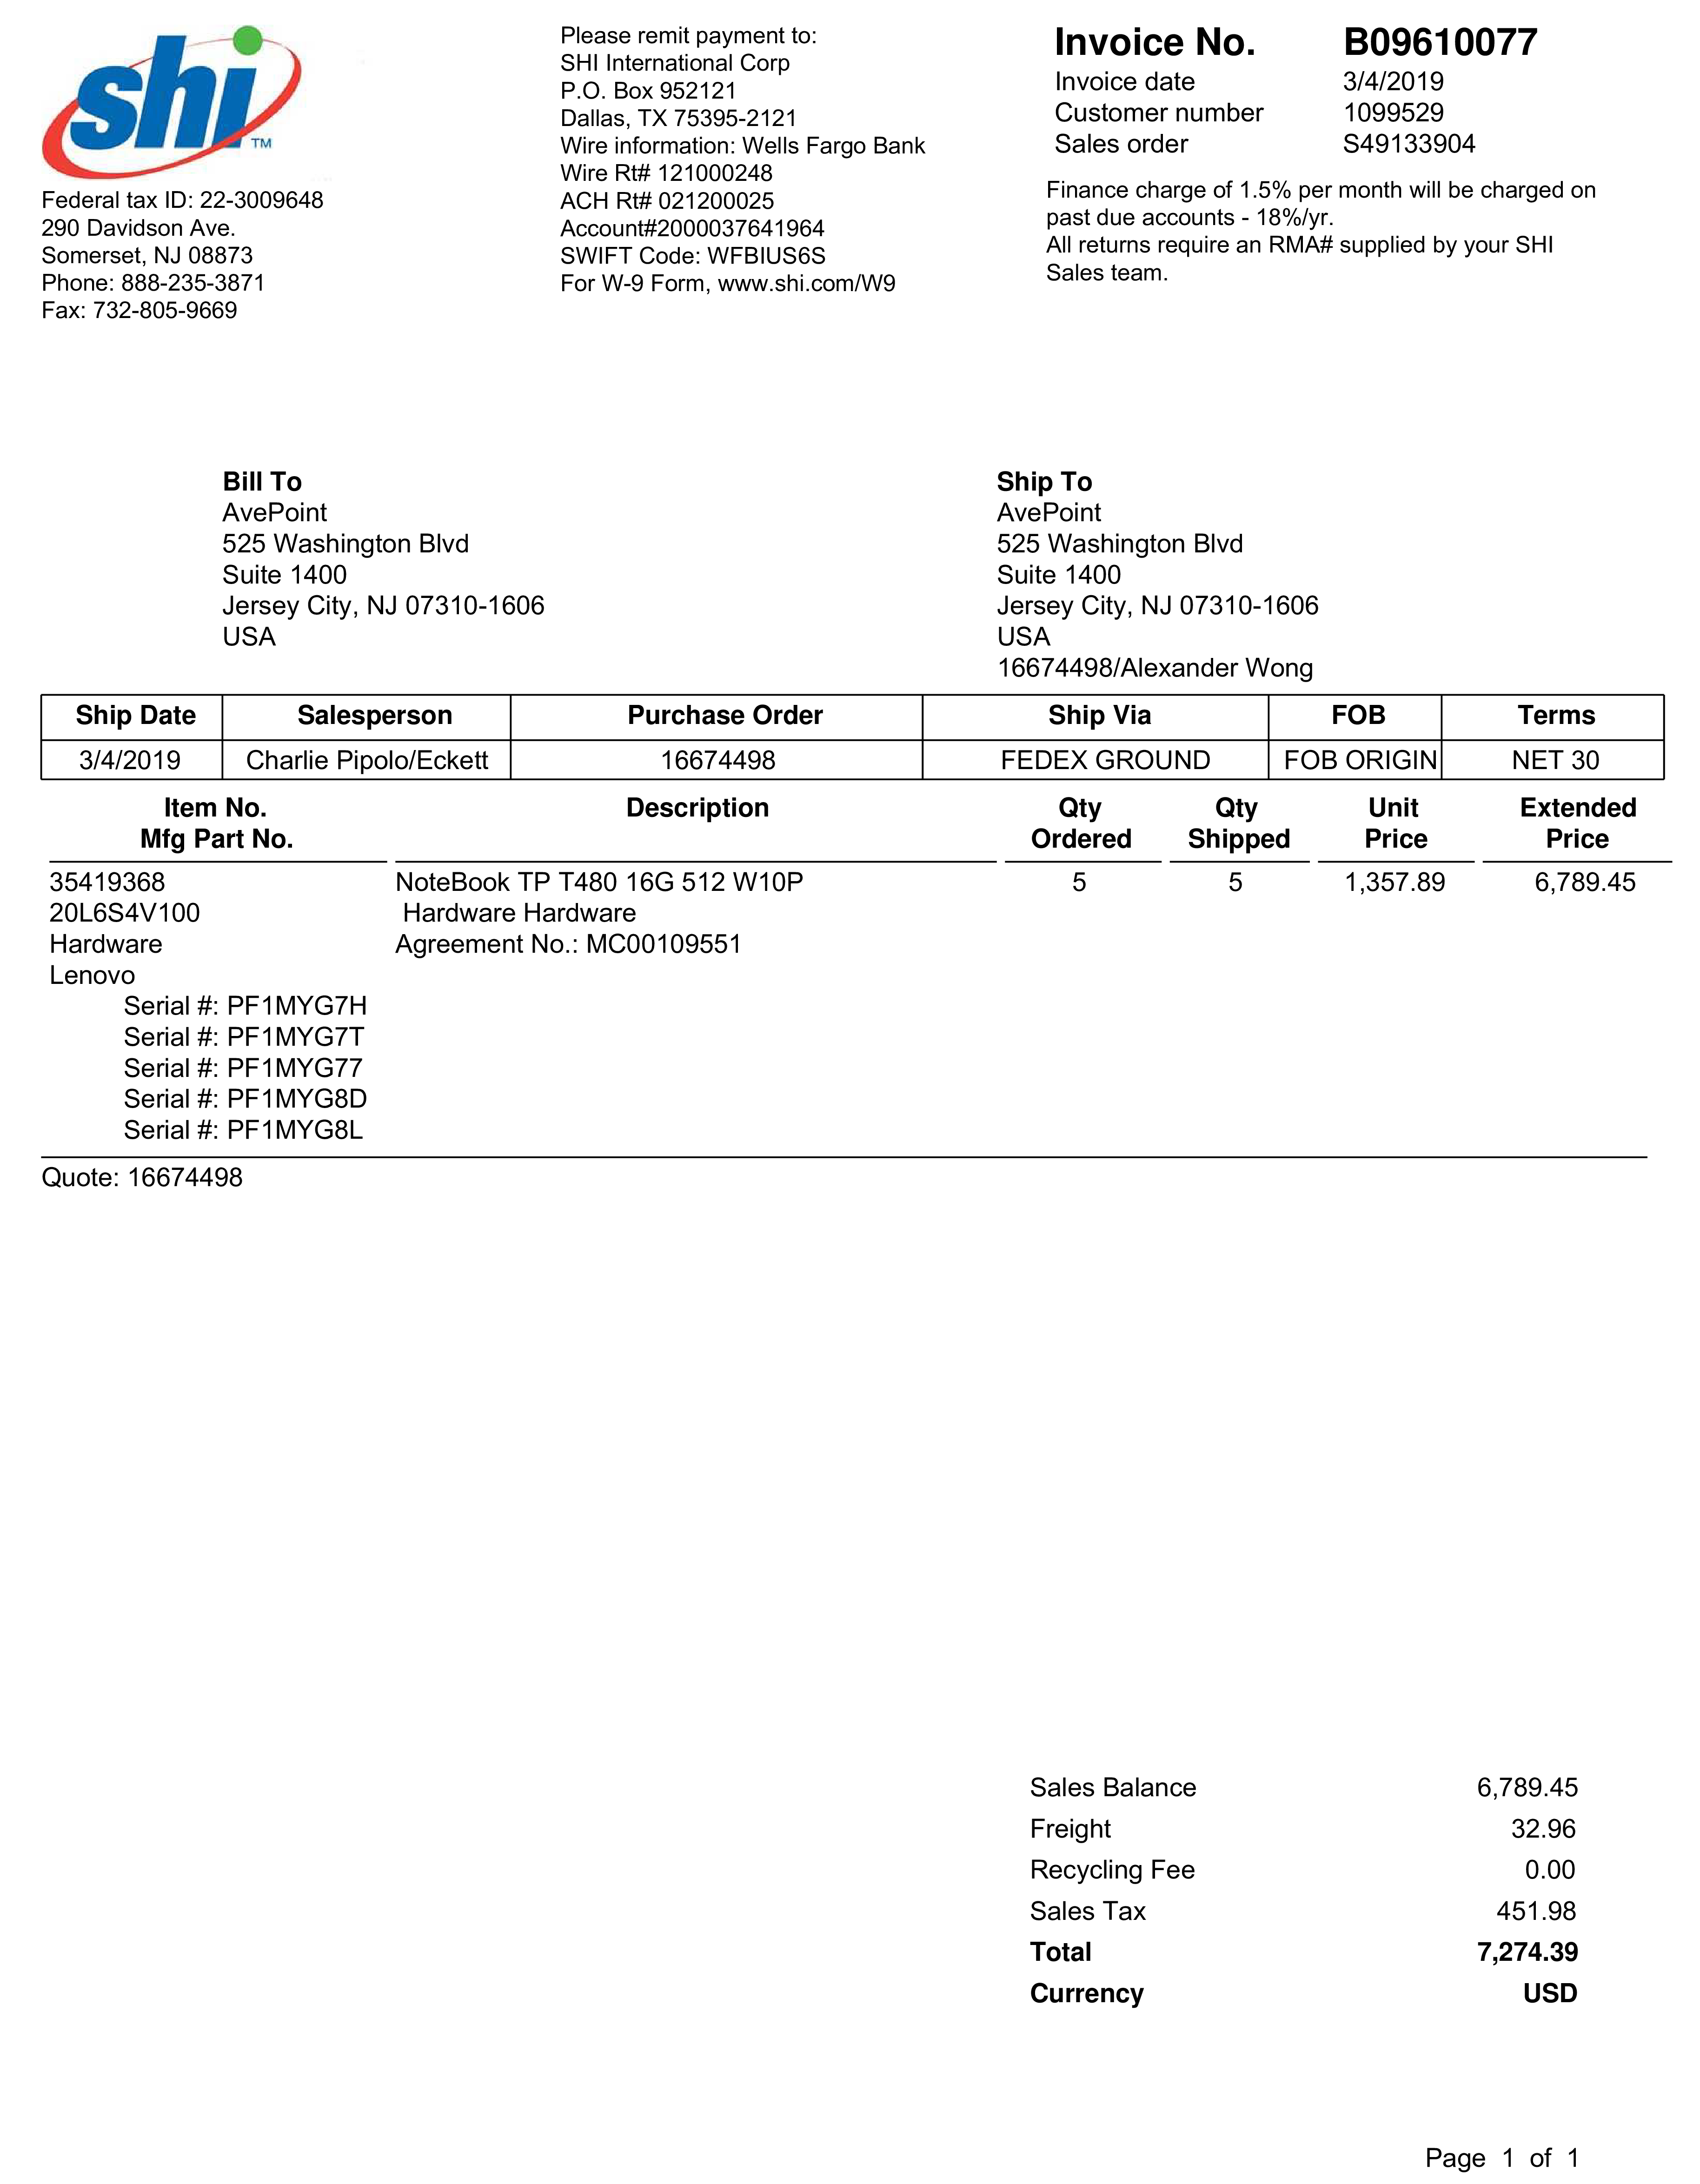 shi™
Federal tax ID: 22-3009648
290 Davidson Ave.
Somerset, NJ 08873
Phone: 888-235-3871
Fax: 732-805-9669
Please remit payment to:
SHI International Corp
P.O. Box 952121
Dallas, TX 75395-2121
Wire information: Wells Fargo Bank
Wire Rt# 121000248
ACH Rt# 021200025
Account#2000037641964
SWIFT Code: WFBIUS6S
For W-9 Form, www.shi.com/W9
Invoice No. B09610077
Invoice date 3/4/2019
Customer number 1099529
Sales order S49133904
Finance charge of 1.5% per month will be charged on
past due accounts - 18%/yr.
All returns require an RMA# supplied by your SHI
Sales team.
Bill To
AvePoint
525 Washington Blvd
Suite 1400
Jersey City, NJ 07310-1606
USA
Ship To
AvePoint
525 Washington Blvd
Suite 1400
Jersey City, NJ 07310-1606
USA
16674498/Alexander Wong
Ship Date Salesperson Purchase Order Ship Via FOB Terms
3/4/2019 Charlie Pipolo/Eckett 16674498 FEDEX GROUND FOB ORIGIN NET 30
Item No. Description Qty Qty Unit Extended
Mfg Part No. Ordered Shipped Price Price
35419368 NoteBook TP T480 16G 512 W10P 5 5 1,357.89 6,789.45
20L6S4V100 Hardware Hardware
Hardware Agreement No.: MC00109551
Lenovo
Serial #: PF1MYG7H
Serial #: PF1MYG7T
Serial #: PF1MYG77
Serial #: PF1MYG8D
Serial #: PF1MYG8L
Quote: 16674498
Sales Balance 6,789.45
Freight 32.96
Recycling Fee 0.00
Sales Tax 451.98
Total 7,274.39
Currency USD
Page 1 of 1